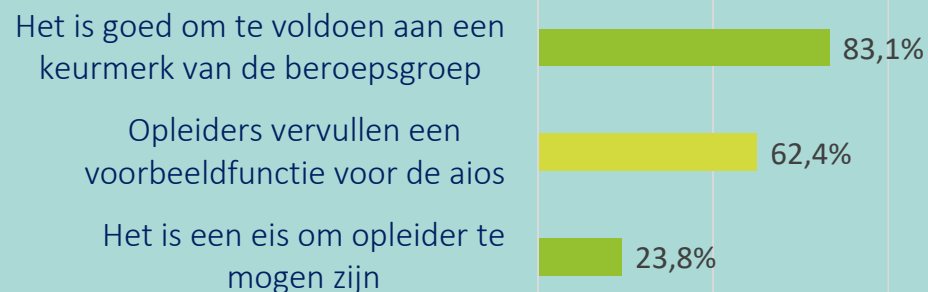 Het is goed om te voldoen aan een
keurmerk van de beroepsgroep
83,1%
Opleiders vervullen een
voorbeeldfunctie voor de aios
62,4%
Het is een eis om opleider te
mogen zijn
23,8%